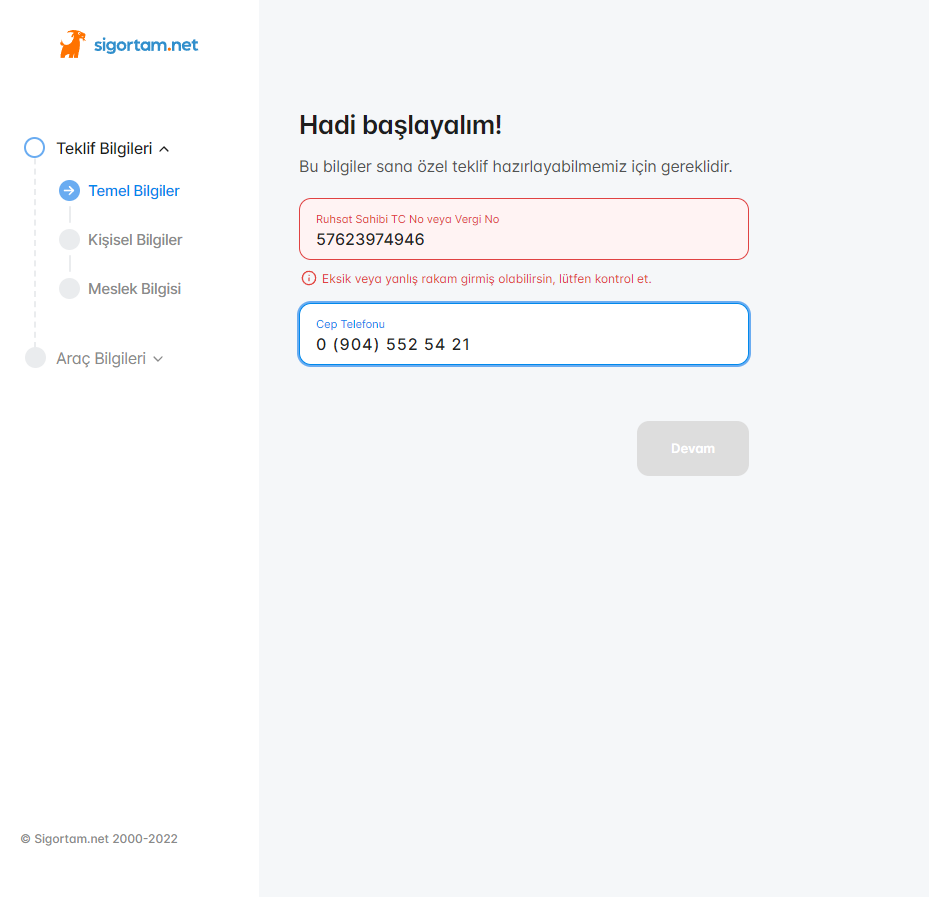 sigortam.net
Teklif Bilgileri
Temel Bilgiler
Kişisel Bilgiler
Meslek Bilgisi
Araç Bilgileri
© Sigortam.net 2000-2022
Hadi başlayalım!
Bu bilgiler sana özel teklif hazırlayabilmemiz için gereklidir.
Ruhsat Sahibi TC No veya Vergi No
57623974946
Eksik veya yanlış rakam girmiş olabilirsin, lütfen kontrol et.
Cep Telefonu
0 (904) 552 54 21
Devam